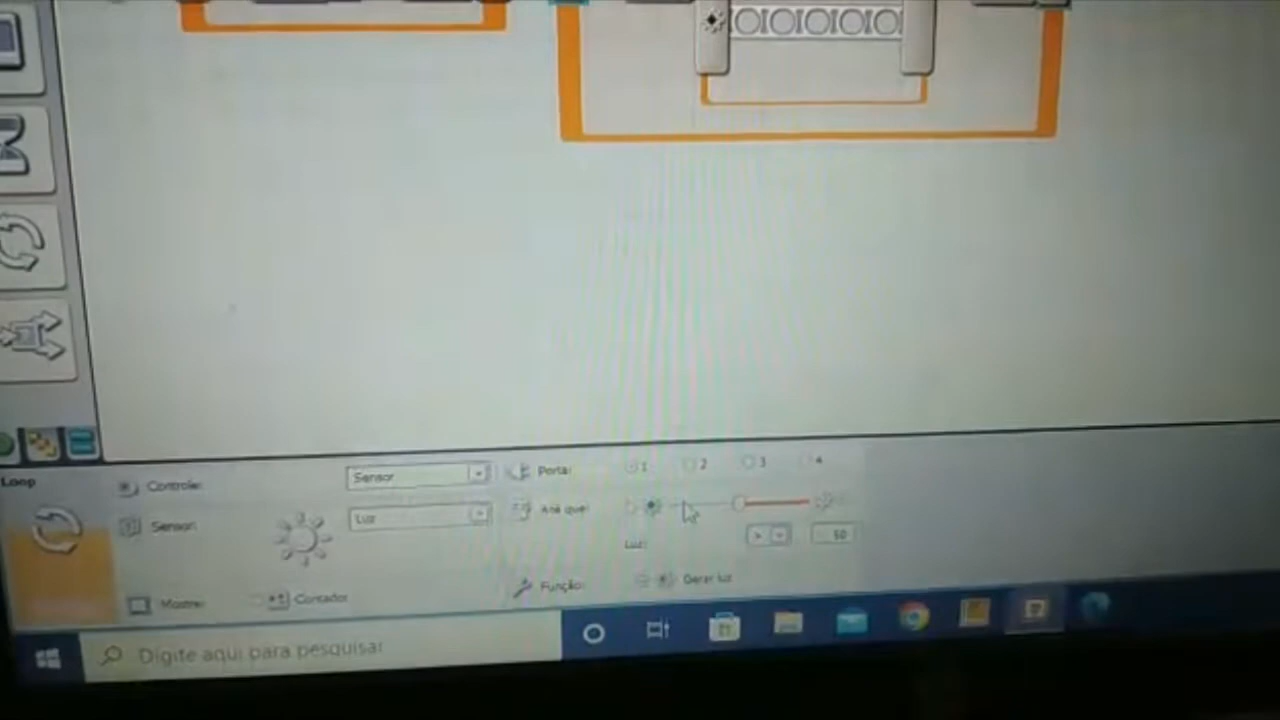 Loop
Controle:
Sensor
Porta:
1
2
3
4
Sensor:
Luz
Até que:
Luz:
>
50
Mostrar:
Contador
Função:
Gerar luz
Digite aqui para pesquisar